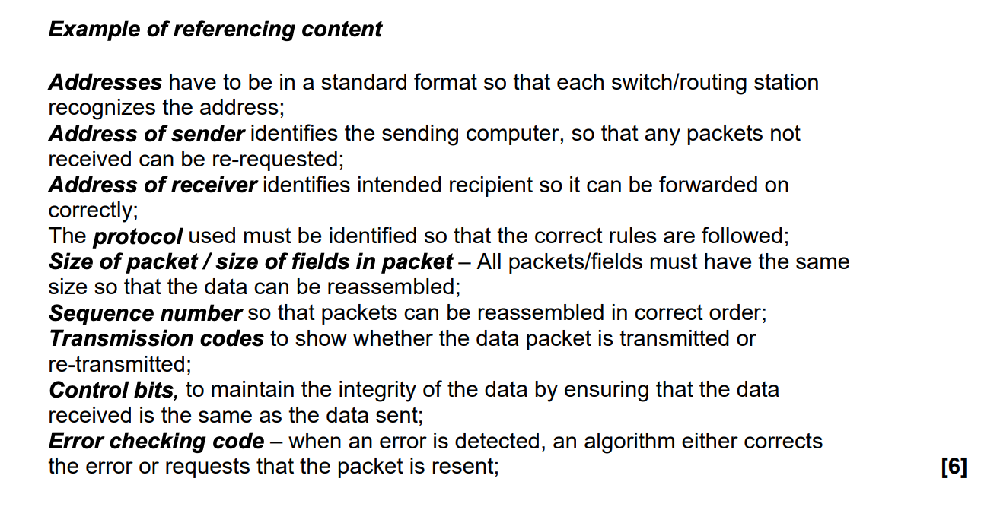 Example of referencing content
Addresses have to be in a standard format so that each switch/routing station
recognizes the address;
Address of sender identifies the sending computer, so that any packets not
received can be re-requested;
Address of receiver identifies intended recipient so it can be forwarded on
correctly;
The protocol used must be identified so that the correct rules are followed;
Size of packet / size of fields in packet – All packets/fields must have the same
size so that the data can be reassembled;
Sequence number so that packets can be reassembled in correct order;
Transmission codes to show whether the data packet is transmitted or
re-transmitted;
Control bits, to maintain the integrity of the data by ensuring that the data
received is the same as the data sent;
Error checking code – when an error is detected, an algorithm either corrects
the error or requests that the packet is resent; [6]